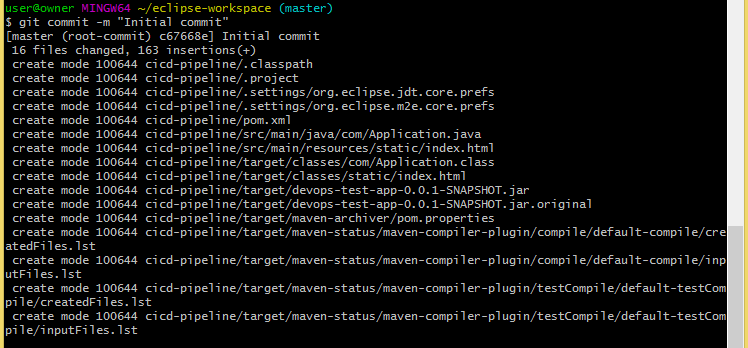 user@owner MINGW64 ~/eclipse-workspace (master)
$ git commit -m "Initial commit"
[master (root-commit) c67668e] Initial commit
 16 files changed, 163 insertions(+)
 create mode 100644 cicd-pipeline/.classpath
 create mode 100644 cicd-pipeline/.project
 create mode 100644 cicd-pipeline/.settings/org.eclipse.jdt.core.prefs
 create mode 100644 cicd-pipeline/.settings/org.eclipse.m2e.core.prefs
 create mode 100644 cicd-pipeline/pom.xml
 create mode 100644 cicd-pipeline/src/main/java/com/Application.java
 create mode 100644 cicd-pipeline/src/main/resources/static/index.html
 create mode 100644 cicd-pipeline/target/classes/com/Application.class
 create mode 100644 cicd-pipeline/target/classes/static/index.html
 create mode 100644 cicd-pipeline/target/devops-test-app-0.0.1-SNAPSHOT.jar
 create mode 100644 cicd-pipeline/target/devops-test-app-0.0.1-SNAPSHOT.jar.original
 create mode 100644 cicd-pipeline/target/maven-archiver/pom.properties
 create mode 100644 cicd-pipeline/target/maven-status/maven-compiler-plugin/compile/default-compile/cre
atedFiles.lst
 create mode 100644 cicd-pipeline/target/maven-status/maven-compiler-plugin/compile/default-compile/inp
utFiles.lst
 create mode 100644 cicd-pipeline/target/maven-status/maven-compiler-plugin/testCompile/default-testCom
pile/createdFiles.lst
 create mode 100644 cicd-pipeline/target/maven-status/maven-compiler-plugin/testCompile/default-testCom
pile/inputFiles.lst